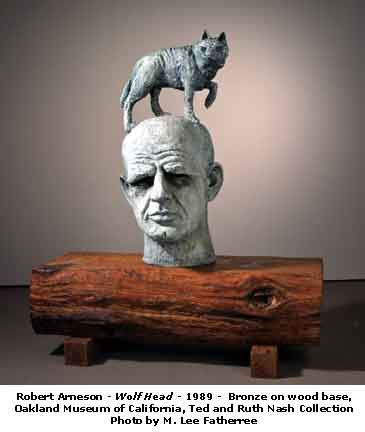 Robert Arneson - Wolf Head - 1989 - Bronze on wood base,
Oakland Museum of California, Ted and Ruth Nash Collection
Photo by M. Lee Fatherree